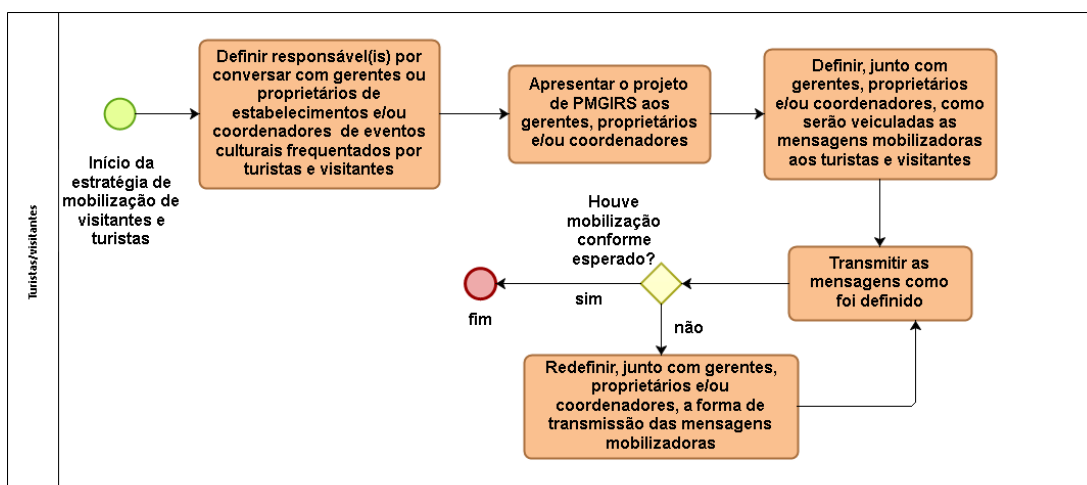 Turistas/visitantes
Início da
estratégia de
mobilização de
visitantes e
turistas
Definir responsável(is) por
conversar com gerentes ou
proprietários de
estabelecimentos e/ou
coordenadores de eventos
culturais frequentados por
turistas e visitantes
Apresentar o projeto
de PMGIRS aos
gerentes, proprietários
e/ou coordenadores
Definir, junto com
gerentes, proprietários
e/ou coordenadores, como
serão veiculadas as
mensagens mobilizadoras
aos turistas e visitantes
Transmitir as
mensagens como
foi definido
Houve
mobilização
conforme
esperado?
sim
fim
não
Redefinir, junto com gerentes,
proprietários e/ou
coordenadores, a forma de
transmissão das mensagens
mobilizadoras